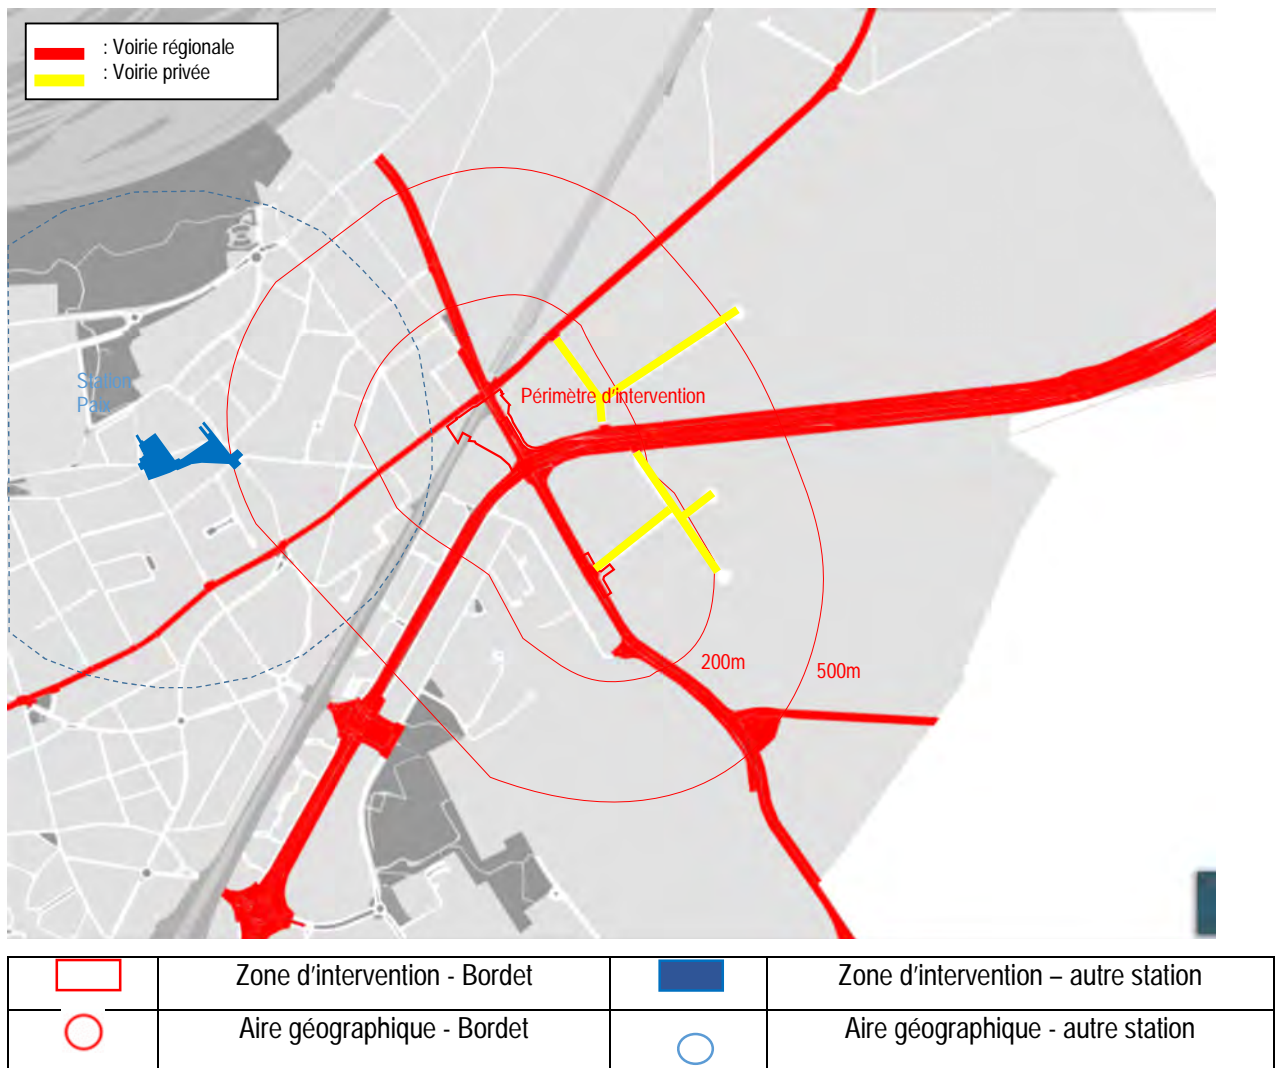 : Voirie régionale
: Voirie privée
Station
Paix
Périmètre d'intervention
200m
500m
Zone d'intervention - Bordet
Zone d'intervention – autre station
Aire géographique - Bordet
Aire géographique - autre station